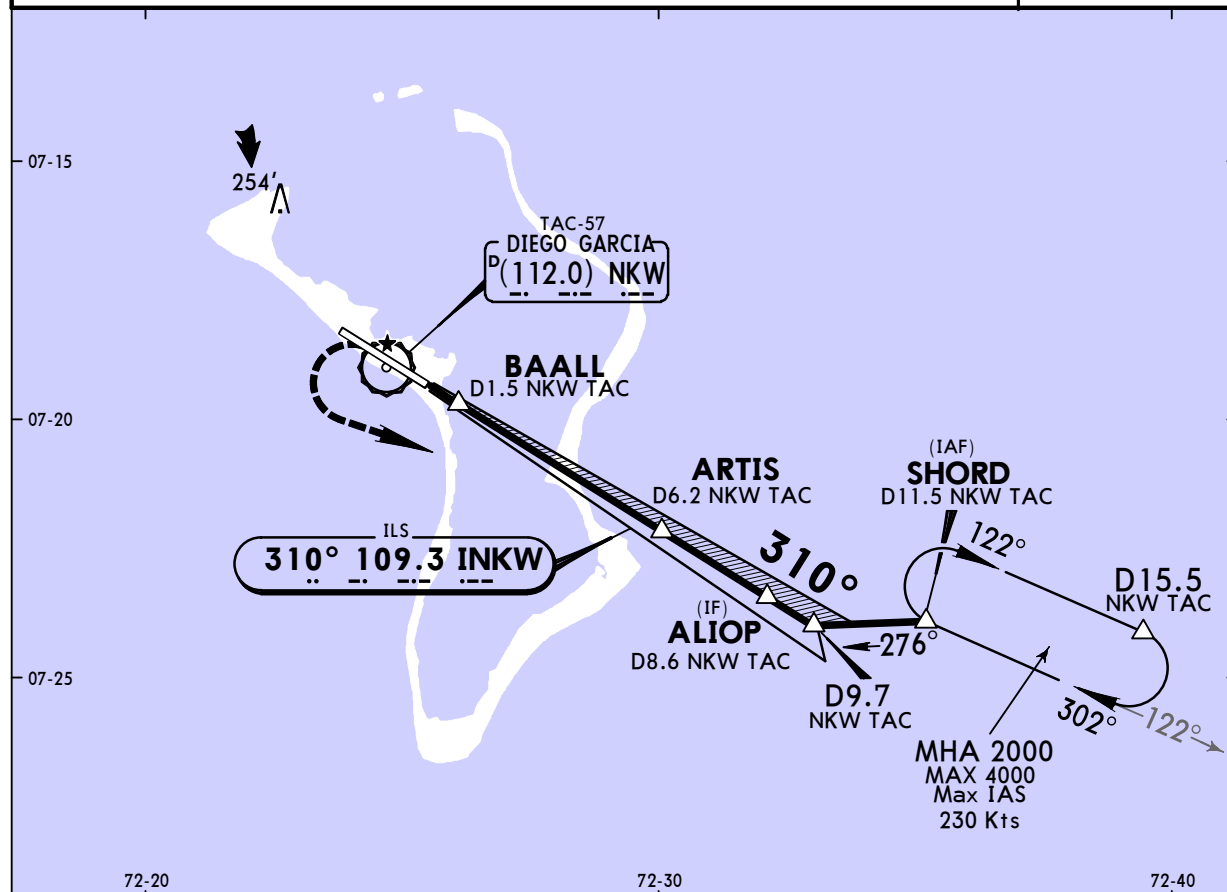 07-15
254'
TAC-57
DIEGO GARCIA
D (112.0) NKW
BAALL
D1.5 NKW TAC
07-20
ARTIS
D6.2 NKW TAC
(IAF)
SHORD
D11.5 NKW TAC
ILS
310° 109.3 INKW
310°
122°
D15.5
NKW TAC
(IF)
ALIOP
D8.6 NKW TAC
276°
07-25
D9.7
NKW TAC
302°
122°
MHA 2000
MAX 4000
Max IAS
230 Kts
72-20
72-30
72-40